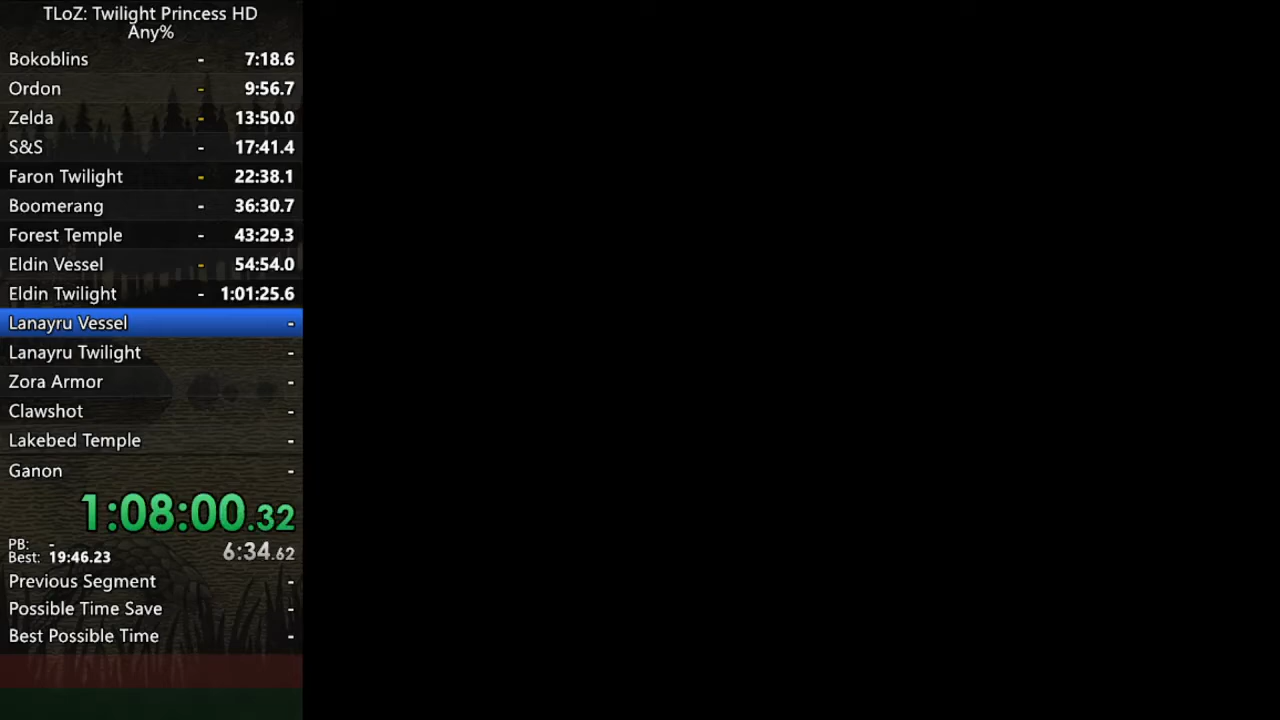 TLoZ: Twilight Princess HD
Any%
Bokoblins - 7:18.6
Ordon - 9:56.7
Zelda - 13:50.0
S&S - 17:41.4
Faron Twilight - 22:38.1
Boomerang - 36:30.7
Forest Temple - 43:29.3
Eldin Vessel - 54:54.0
Eldin Twilight - 1:01:25.6
Lanayru Vessel -
Lanayru Twilight -
Zora Armor -
Clawshot -
Lakebed Temple -
Ganon -
1:08:00.32
PB: -
Best: 19:46.23 6:34.62
Previous Segment -
Possible Time Save -
Best Possible Time -